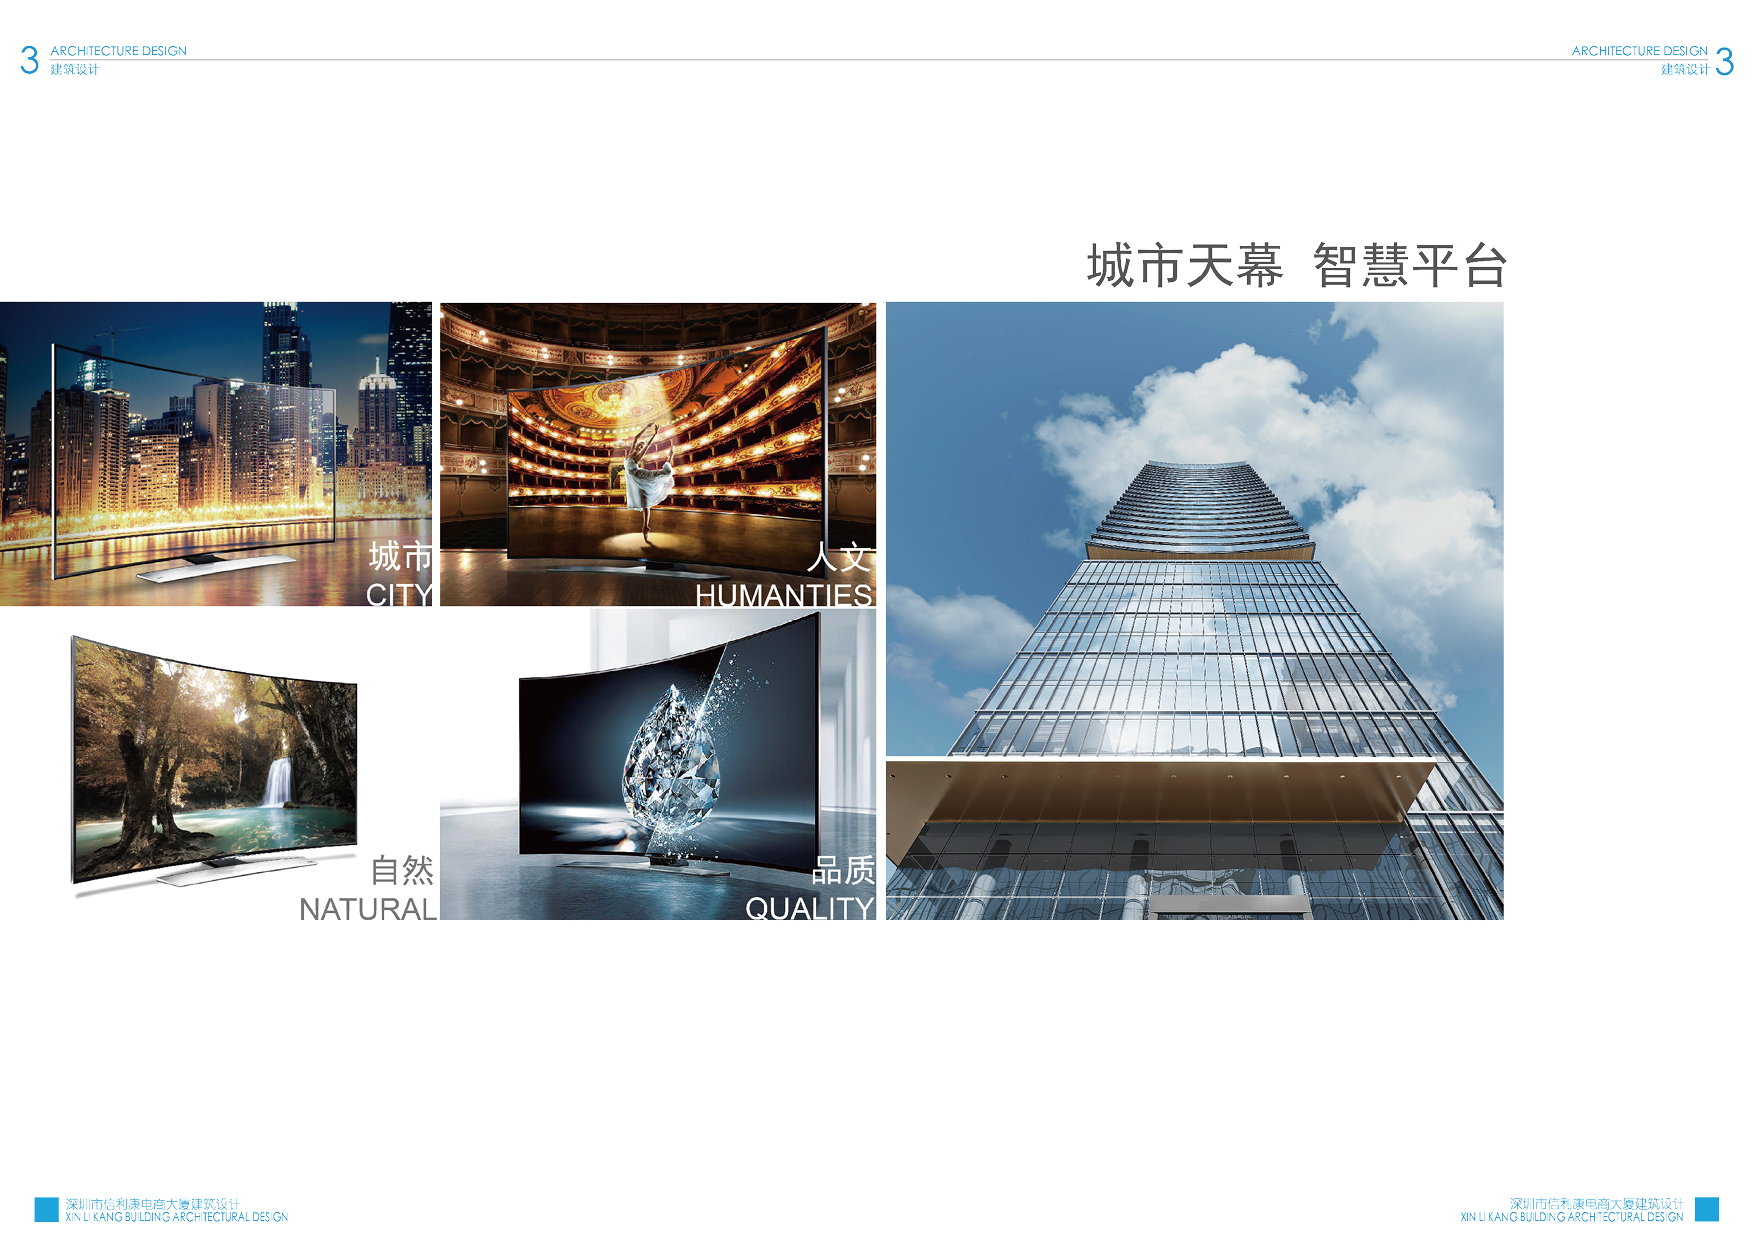 3
ARCHITECTURE DESIGN
建筑设计
ARCHITECTURE DESIGN
建筑设计
3
城市天幕 智慧平台
城市
CITY
人文
HUMANTIES
自然
NATURAL
品质
QUALITY
深圳市信利康电商大厦建筑设计
XIN LI KANG BUILDING ARCHITECTURAL DESIGN
深圳市信利康电商大厦建筑设计
XIN LI KANG BUILDING ARCHITECTURAL DESIGN